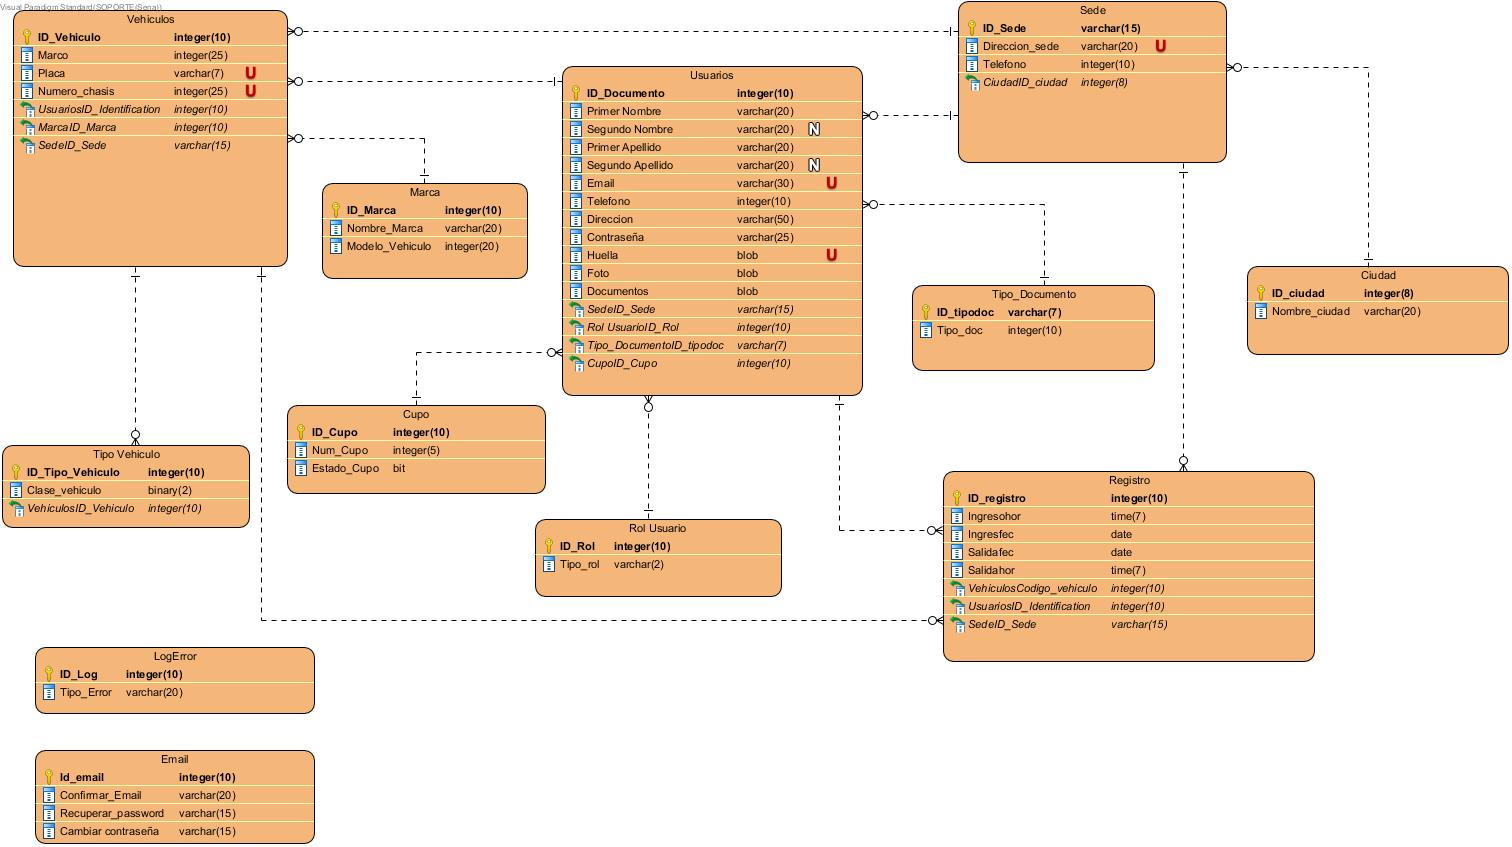 Visual Paradigm Standard(SOPORTE(Sena))
Vehiculos
ID_Vehiculo integer(10)
Marco integer(25)
Placa varchar(7) U
Numero_chasis integer(25) U
UsuariosID_Identification integer(10)
MarcaID_Marca integer(10)
SedeID_Sede varchar(15)
Sede
ID_Sede varchar(15)
Direccion_sede varchar(20) U
Telefono integer(10)
CiudadID_ciudad integer(8)
Usuarios
ID_Documento integer(10)
Primer Nombre varchar(20)
Segundo Nombre varchar(20) N
Primer Apellido varchar(20)
Segundo Apellido varchar(20) N
Email varchar(30) U
Telefono integer(10)
Direccion varchar(50)
Contraseña varchar(25)
Huella blob U
Foto blob
Documentos blob
SedeID_Sede varchar(15)
Rol UsuarioID_Rol integer(10)
Tipo_DocumentoID_tipodoc varchar(7)
CupoID_Cupo integer(10)
Marca
ID_Marca integer(10)
Nombre_Marca varchar(20)
Modelo_Vehiculo integer(20)
Tipo_Documento
ID_tipodoc varchar(7)
Tipo_doc integer(10)
Ciudad
ID_ciudad integer(8)
Nombre_ciudad varchar(20)
Cupo
ID_Cupo integer(10)
Num_Cupo integer(5)
Estado_Cupo bit
Tipo Vehiculo
ID_Tipo_Vehiculo integer(10)
Clase_vehiculo binary(2)
VehiculosID_Vehiculo integer(10)
Rol Usuario
ID_Rol integer(10)
Tipo_rol varchar(2)
Registro
ID_registro integer(10)
Ingresohor time(7)
Ingresfec date
Salidafec date
Salidahor time(7)
VehiculosCodigo_vehiculo integer(10)
UsuariosID_Identification integer(10)
SedeID_Sede varchar(15)
LogError
ID_Log integer(10)
Tipo_Error varchar(20)
Email
Id_email integer(10)
Confirmar_Email varchar(20)
Recuperar_password varchar(15)
Cambiar contraseña varchar(15)